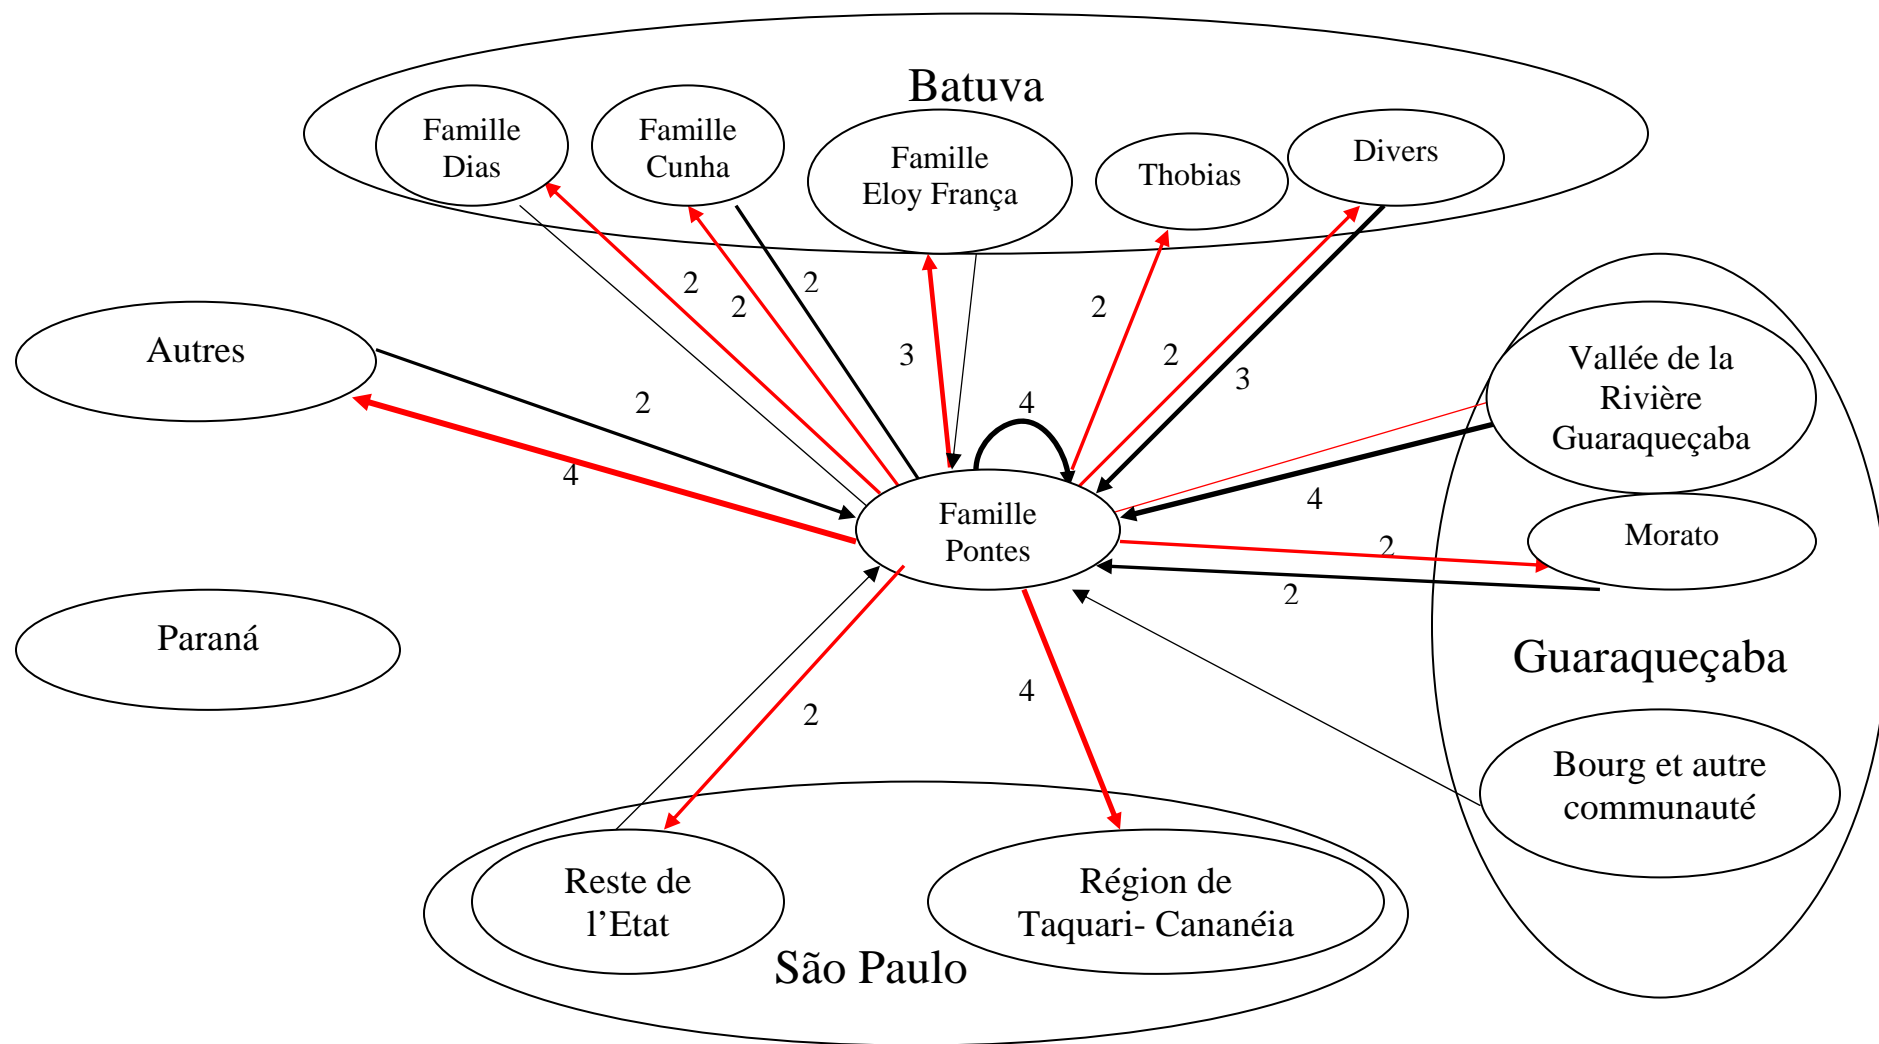 Batuva
Famille
Dias
Famille
Cunha
Famille
Eloy França
Thobias
Divers
2
2
2
3
2
2
3
Autres
2
4
4
Vallée de la
Rivière
Guaraqueçaba
4
Famille
Pontes
Morato
2
2
Paraná
Guaraqueçaba
2
4
Bourg et autre
communauté
Reste de
l’Etat
Région de
Taquari- Cananéia
São Paulo